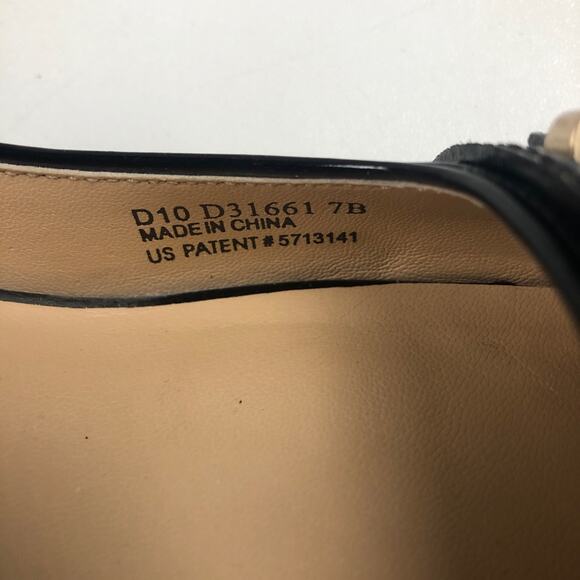 D10 D31661 7B
MADE IN CHINA
US PATENT # 5713141